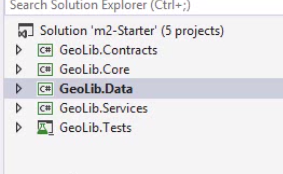 Search Solution Explorer (Ctrl+;)
Solution 'm2-Starter' (5 projects)
C# GeoLib.Contracts
C# GeoLib.Core
C# GeoLib.Data
C# GeoLib.Services
GeoLib.Tests